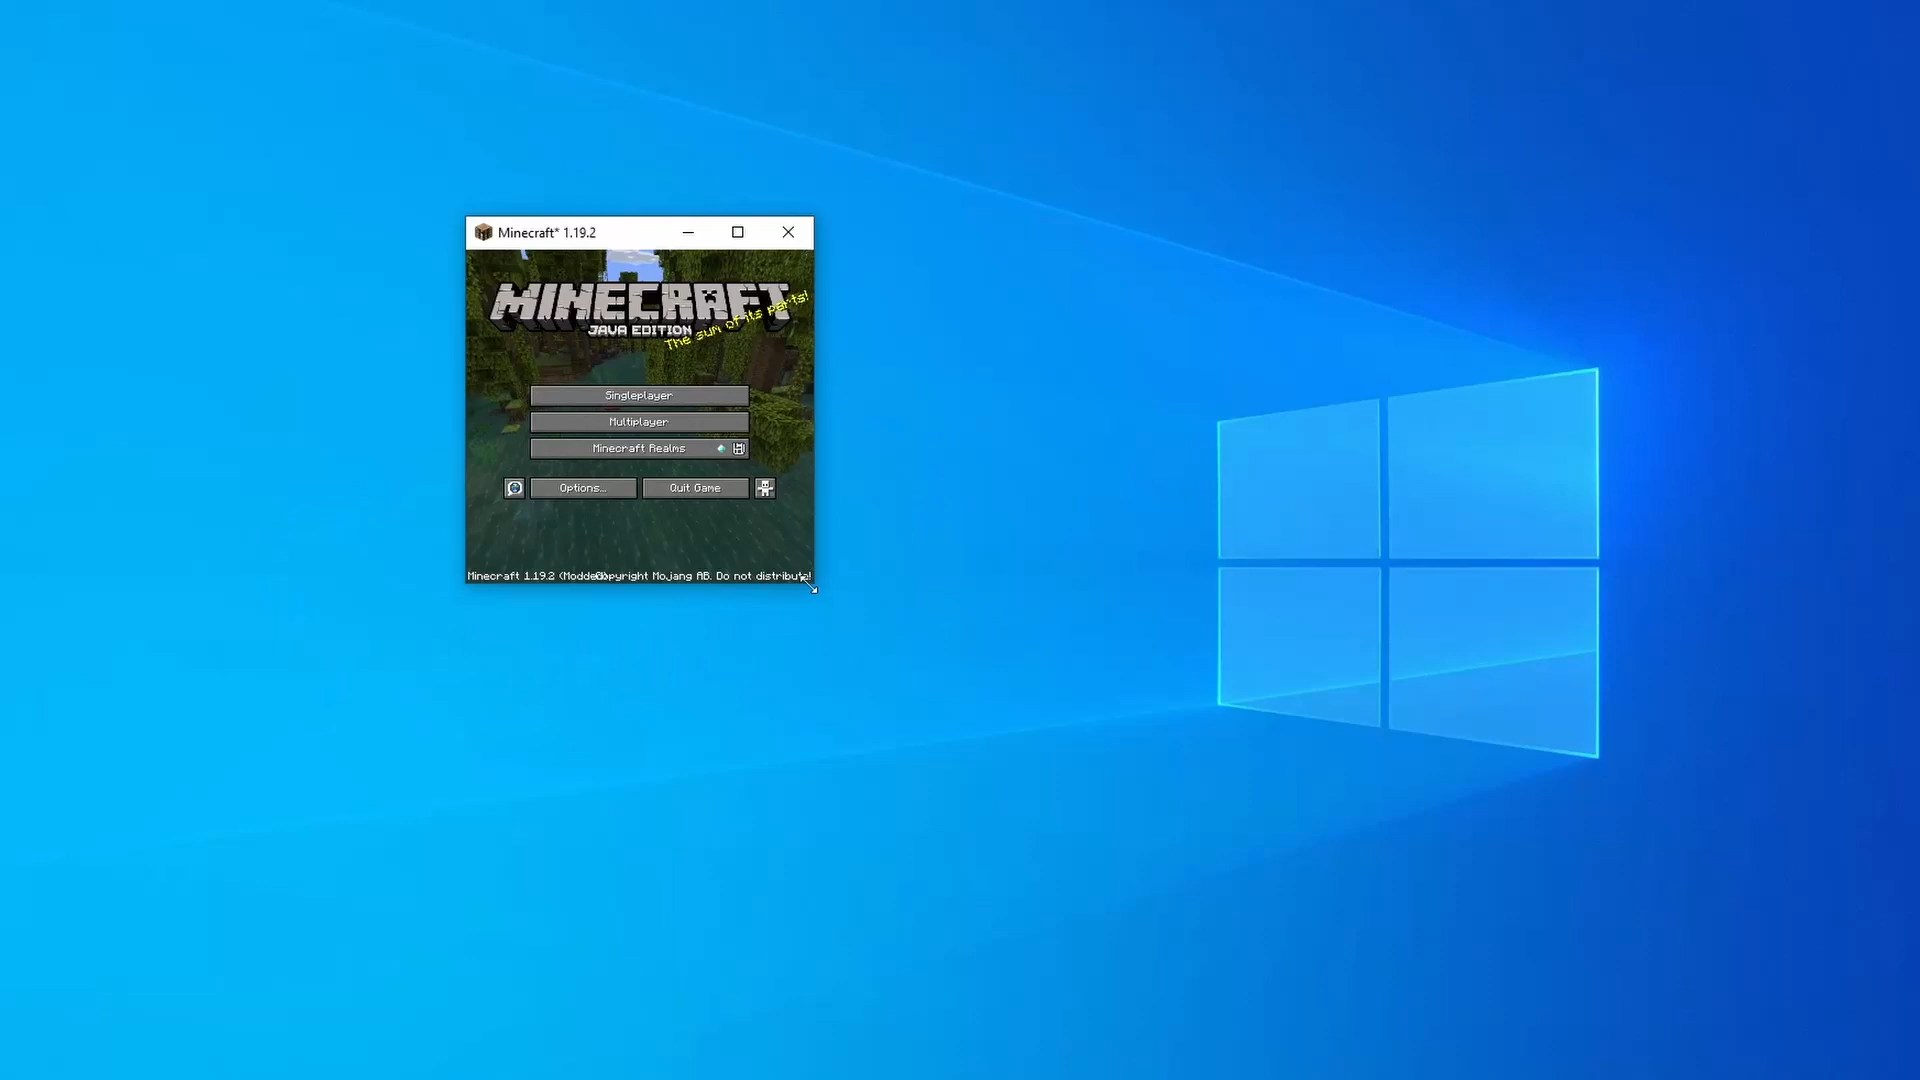 Minecraft* 1.19.2
MINECRAFT
JAVA EDITION
The sum of its parts!
Singleplayer
Multiplayer
Minecraft Realms
Options...
Quit Game
Minecraft 1.19.2 (Modded)
Copyright Mojang AB. Do not distribute!